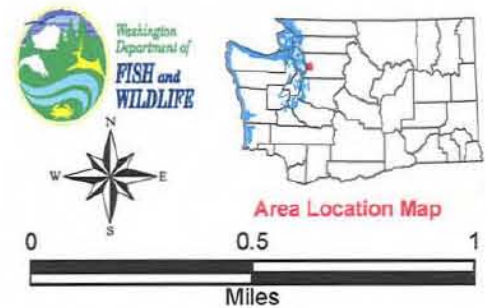 Washington
Department of
FISH and
WILDLIFE
N
W
E
S
Area Location Map
0
0.5
1
Miles